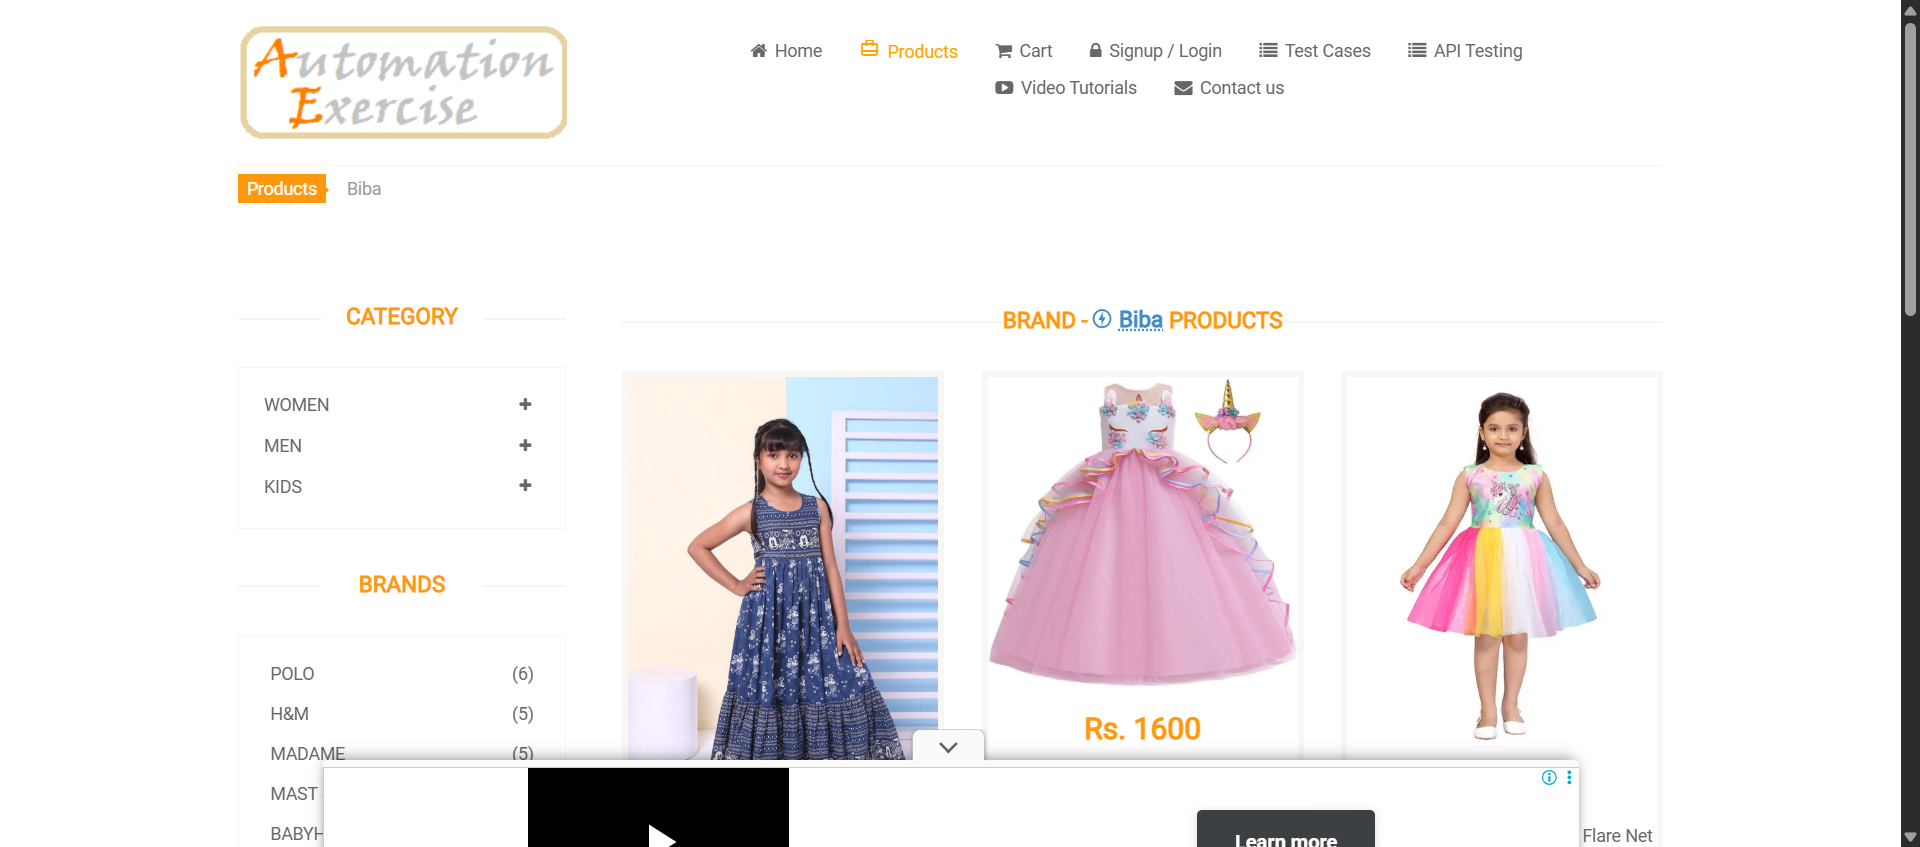 Automation
Exercise
Home
Products
Cart
Signup / Login
Test Cases
API Testing
Video Tutorials
Contact us
Products
Biba
CATEGORY
WOMEN
MEN
KIDS
BRANDS
POLO (6)
H&M (5)
MADAME (5)
MAST
BABYH
BRAND - Biba PRODUCTS
Rs. 1600
Flare Net
Learn more